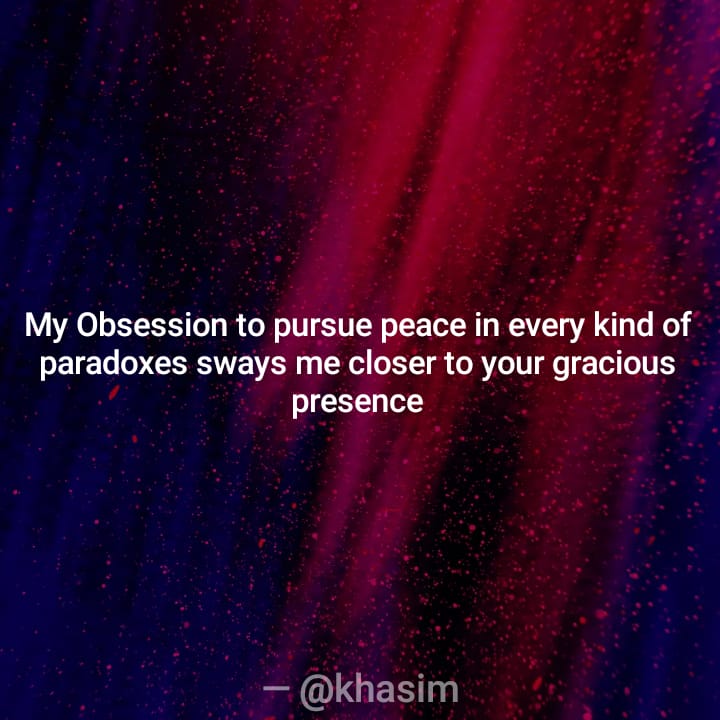 My Obsession to pursue peace in every kind of
paradoxes sways me closer to your gracious
presence
— @khasim